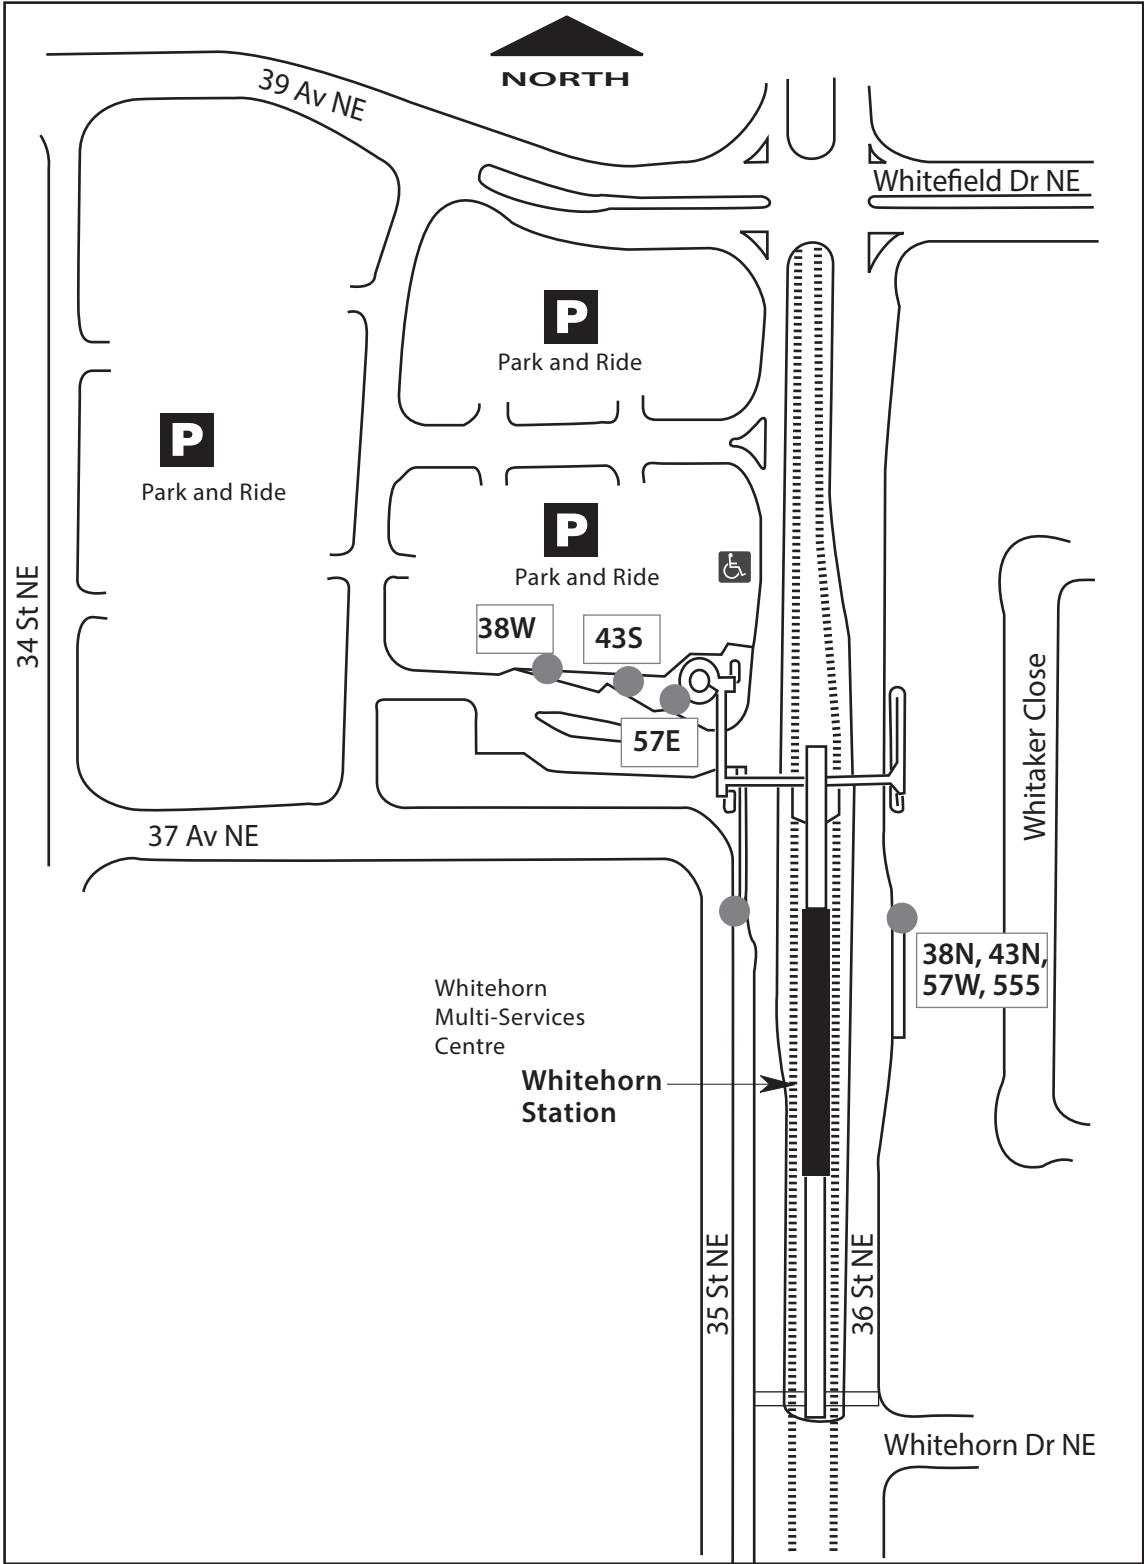 NORTH
39 Av NE
Whitefield Dr NE
P
Park and Ride
P
Park and Ride
P
Park and Ride
34 St NE
38W
43S
57E
Whitaker Close
37 Av NE
38N, 43N,
57W, 555
Whitehorn
Multi-Services
Centre
Whitehorn
Station
35 St NE
36 St NE
Whitehorn Dr NE